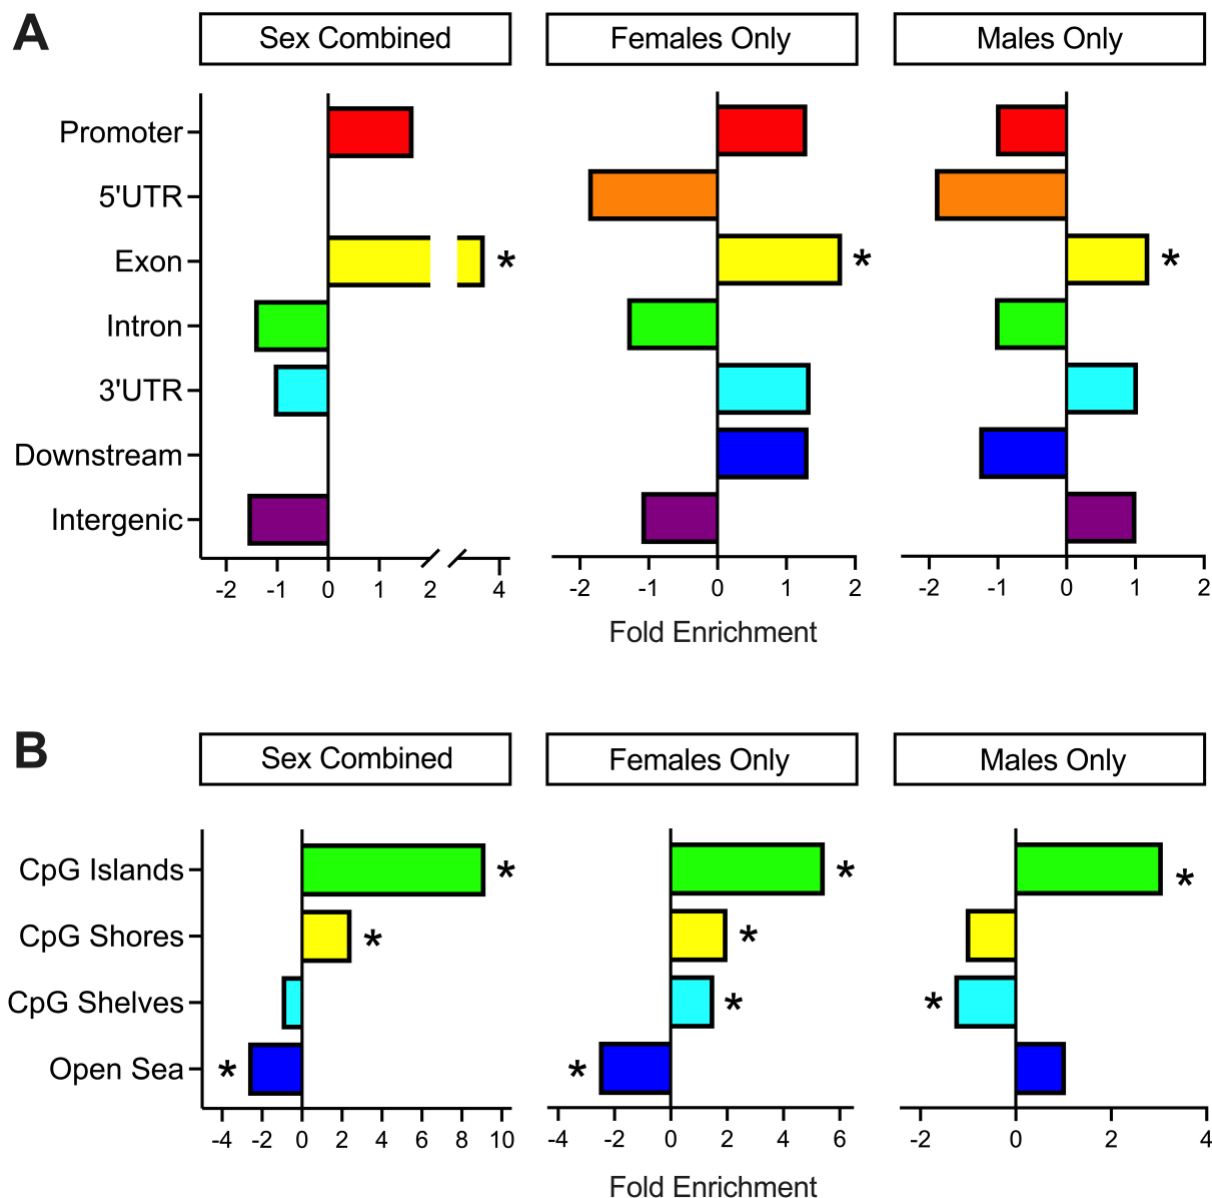 A
Sex Combined Females Only Males Only
Promoter
5'UTR
Exon * * *
Intron
3'UTR
Downstream
Intergenic
-2 -1 0 1 2 4 -2 -1 0 1 2 -2 -1 0 1 2
Fold Enrichment
B
Sex Combined Females Only Males Only
CpG Islands * * *
CpG Shores * *
CpG Shelves * *
Open Sea * *
-4 -2 0 2 4 6 8 10 -4 -2 0 2 4 6 -2 0 2 4
Fold Enrichment